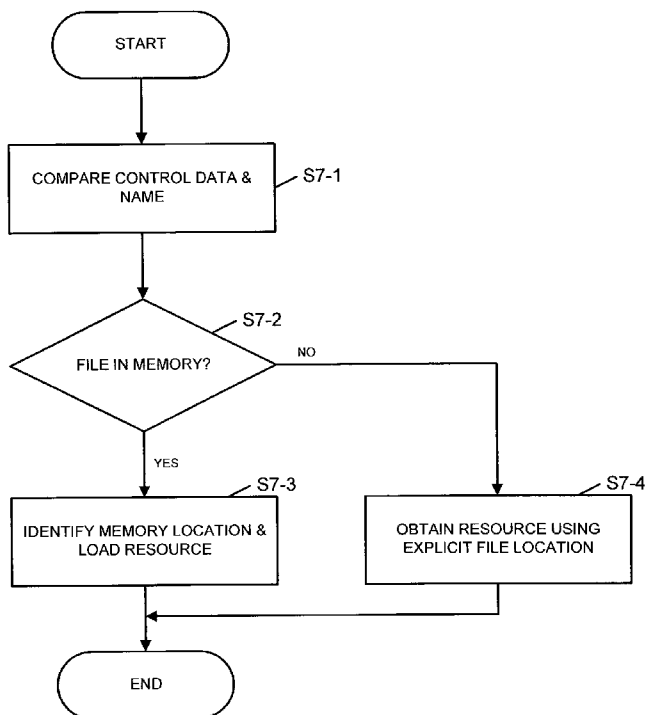 START
COMPARE CONTROL DATA &
NAME
S7-1
S7-2
FILE IN MEMORY?
NO
YES
S7-3
IDENTIFY MEMORY LOCATION &
LOAD RESOURCE
S7-4
OBTAIN RESOURCE USING
EXPLICIT FILE LOCATION
END